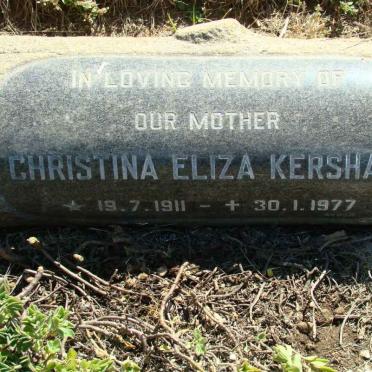 IN LOVING MEMORY OF
OUR MOTHER
CHRISTINA ELIZA KERSHA
★ 19.7.1911 - + 30.1.1977